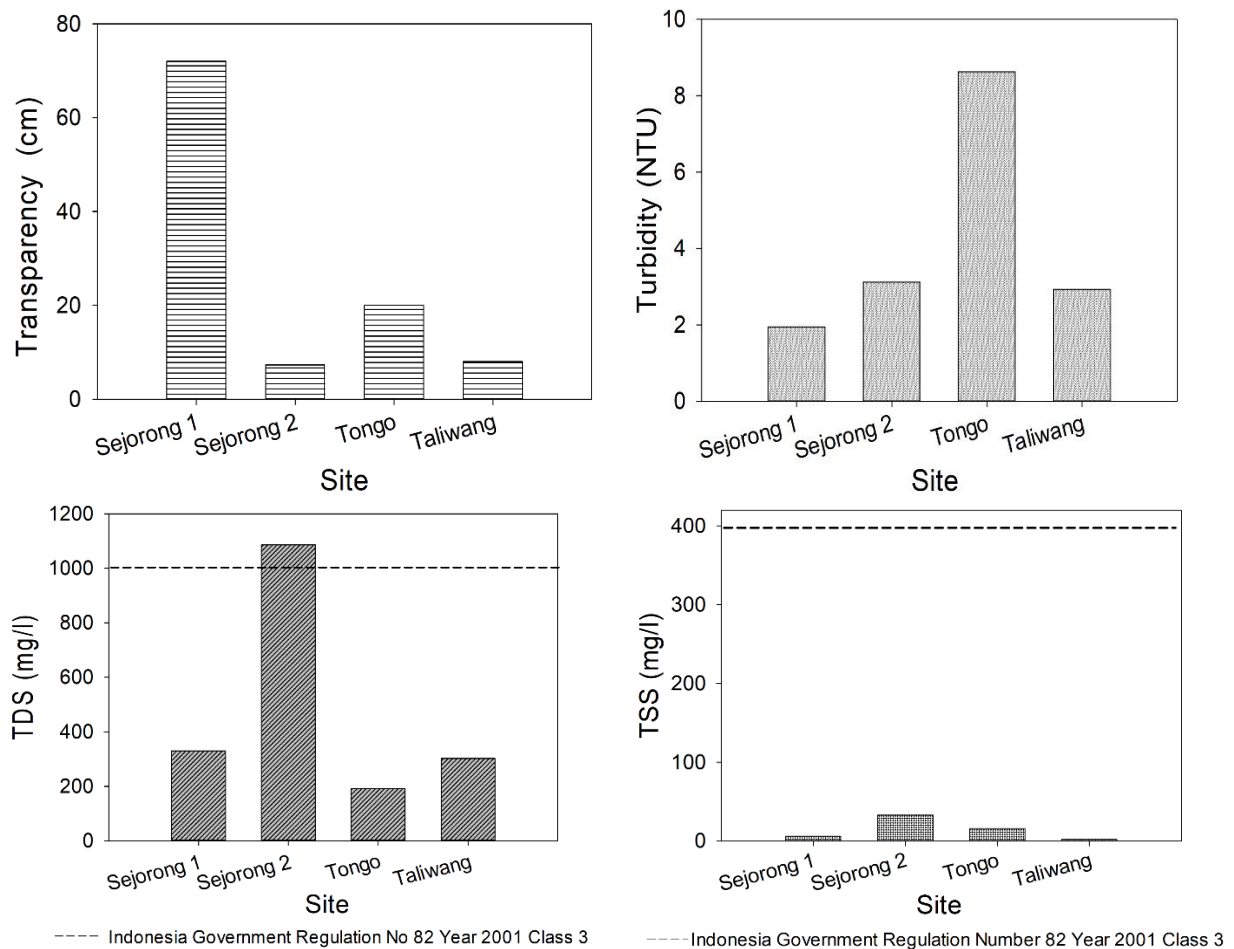 80
60
40
20
0
Transparency (cm)
Sejorong 1
Sejorong 2
Tongo
Taliwang
Site
10
8
6
4
2
0
Turbidity (NTU)
Sejorong 1
Sejorong 2
Tongo
Taliwang
Site
1200
1000
800
600
400
200
0
TDS (mg/l)
Sejorong 1
Sejorong 2
Tongo
Taliwang
Site
Indonesia Government Regulation No 82 Year 2001 Class 3
400
300
200
100
0
TSS (mg/l)
Sejorong 1
Sejorong 2
Tongo
Taliwang
Site
Indonesia Government Regulation Number 82 Year 2001 Class 3